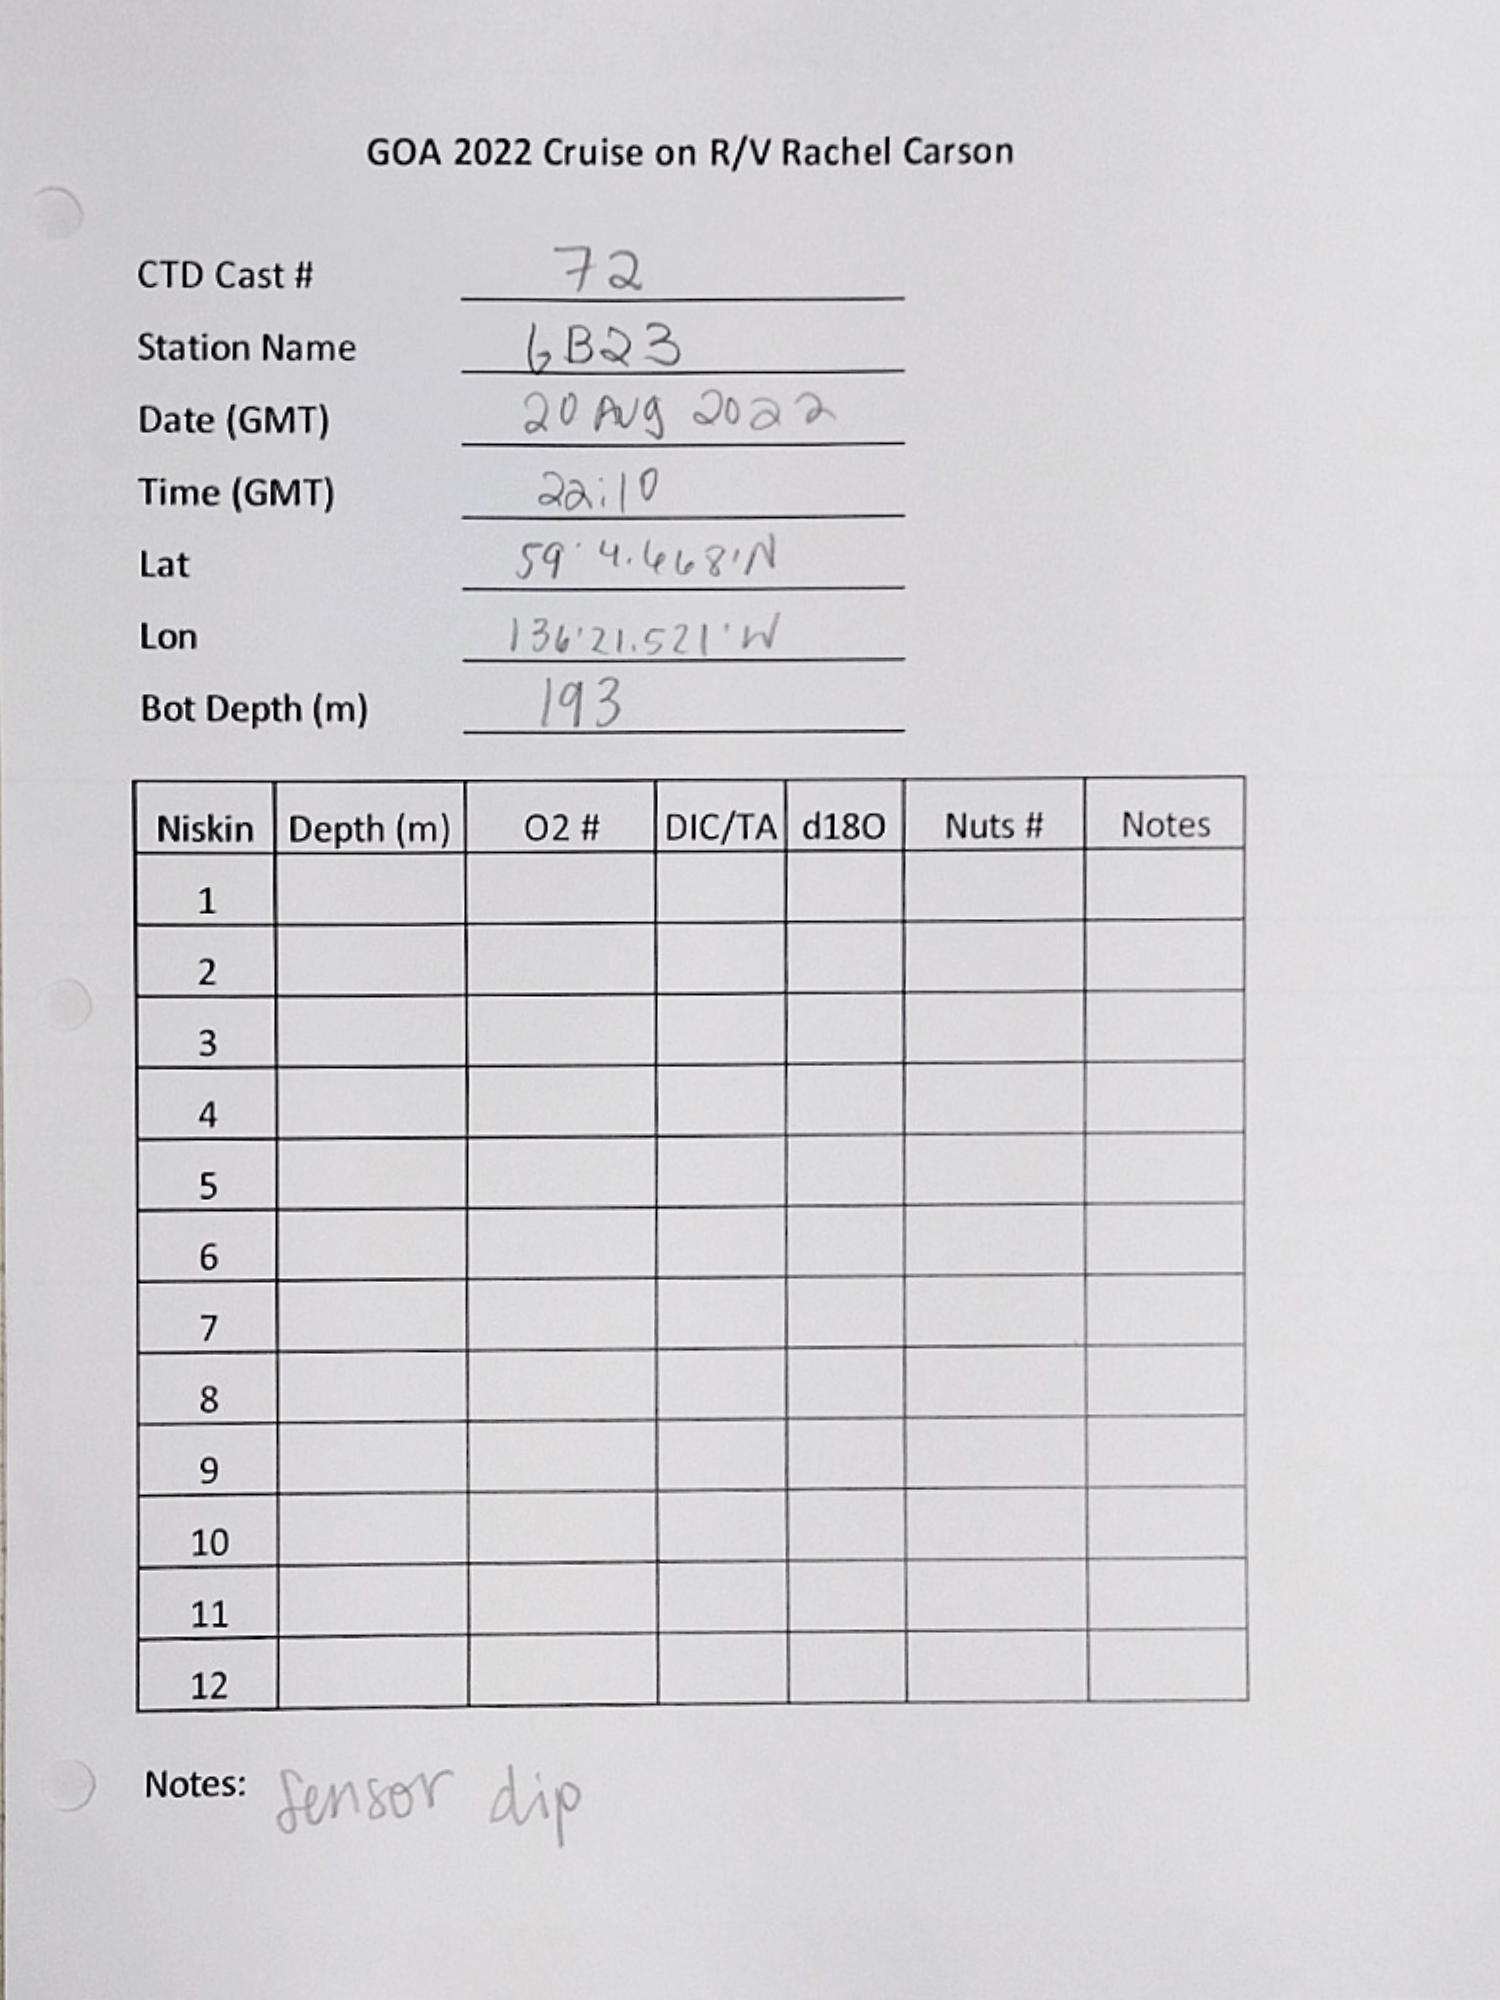 GOA 2022 Cruise on R/V Rachel Carson
CTD Cast # 72
Station Name GB23
Date (GMT) 20 Aug 2022
Time (GMT) 22:10
Lat 59° 4.468'N
Lon 136°21.521'W
Bot Depth (m) 193
Niskin Depth (m) O2 # DIC/TA d18O Nuts # Notes
1
2
3
4
5
6
7
8
9
10
11
12
Notes: Sensor dip